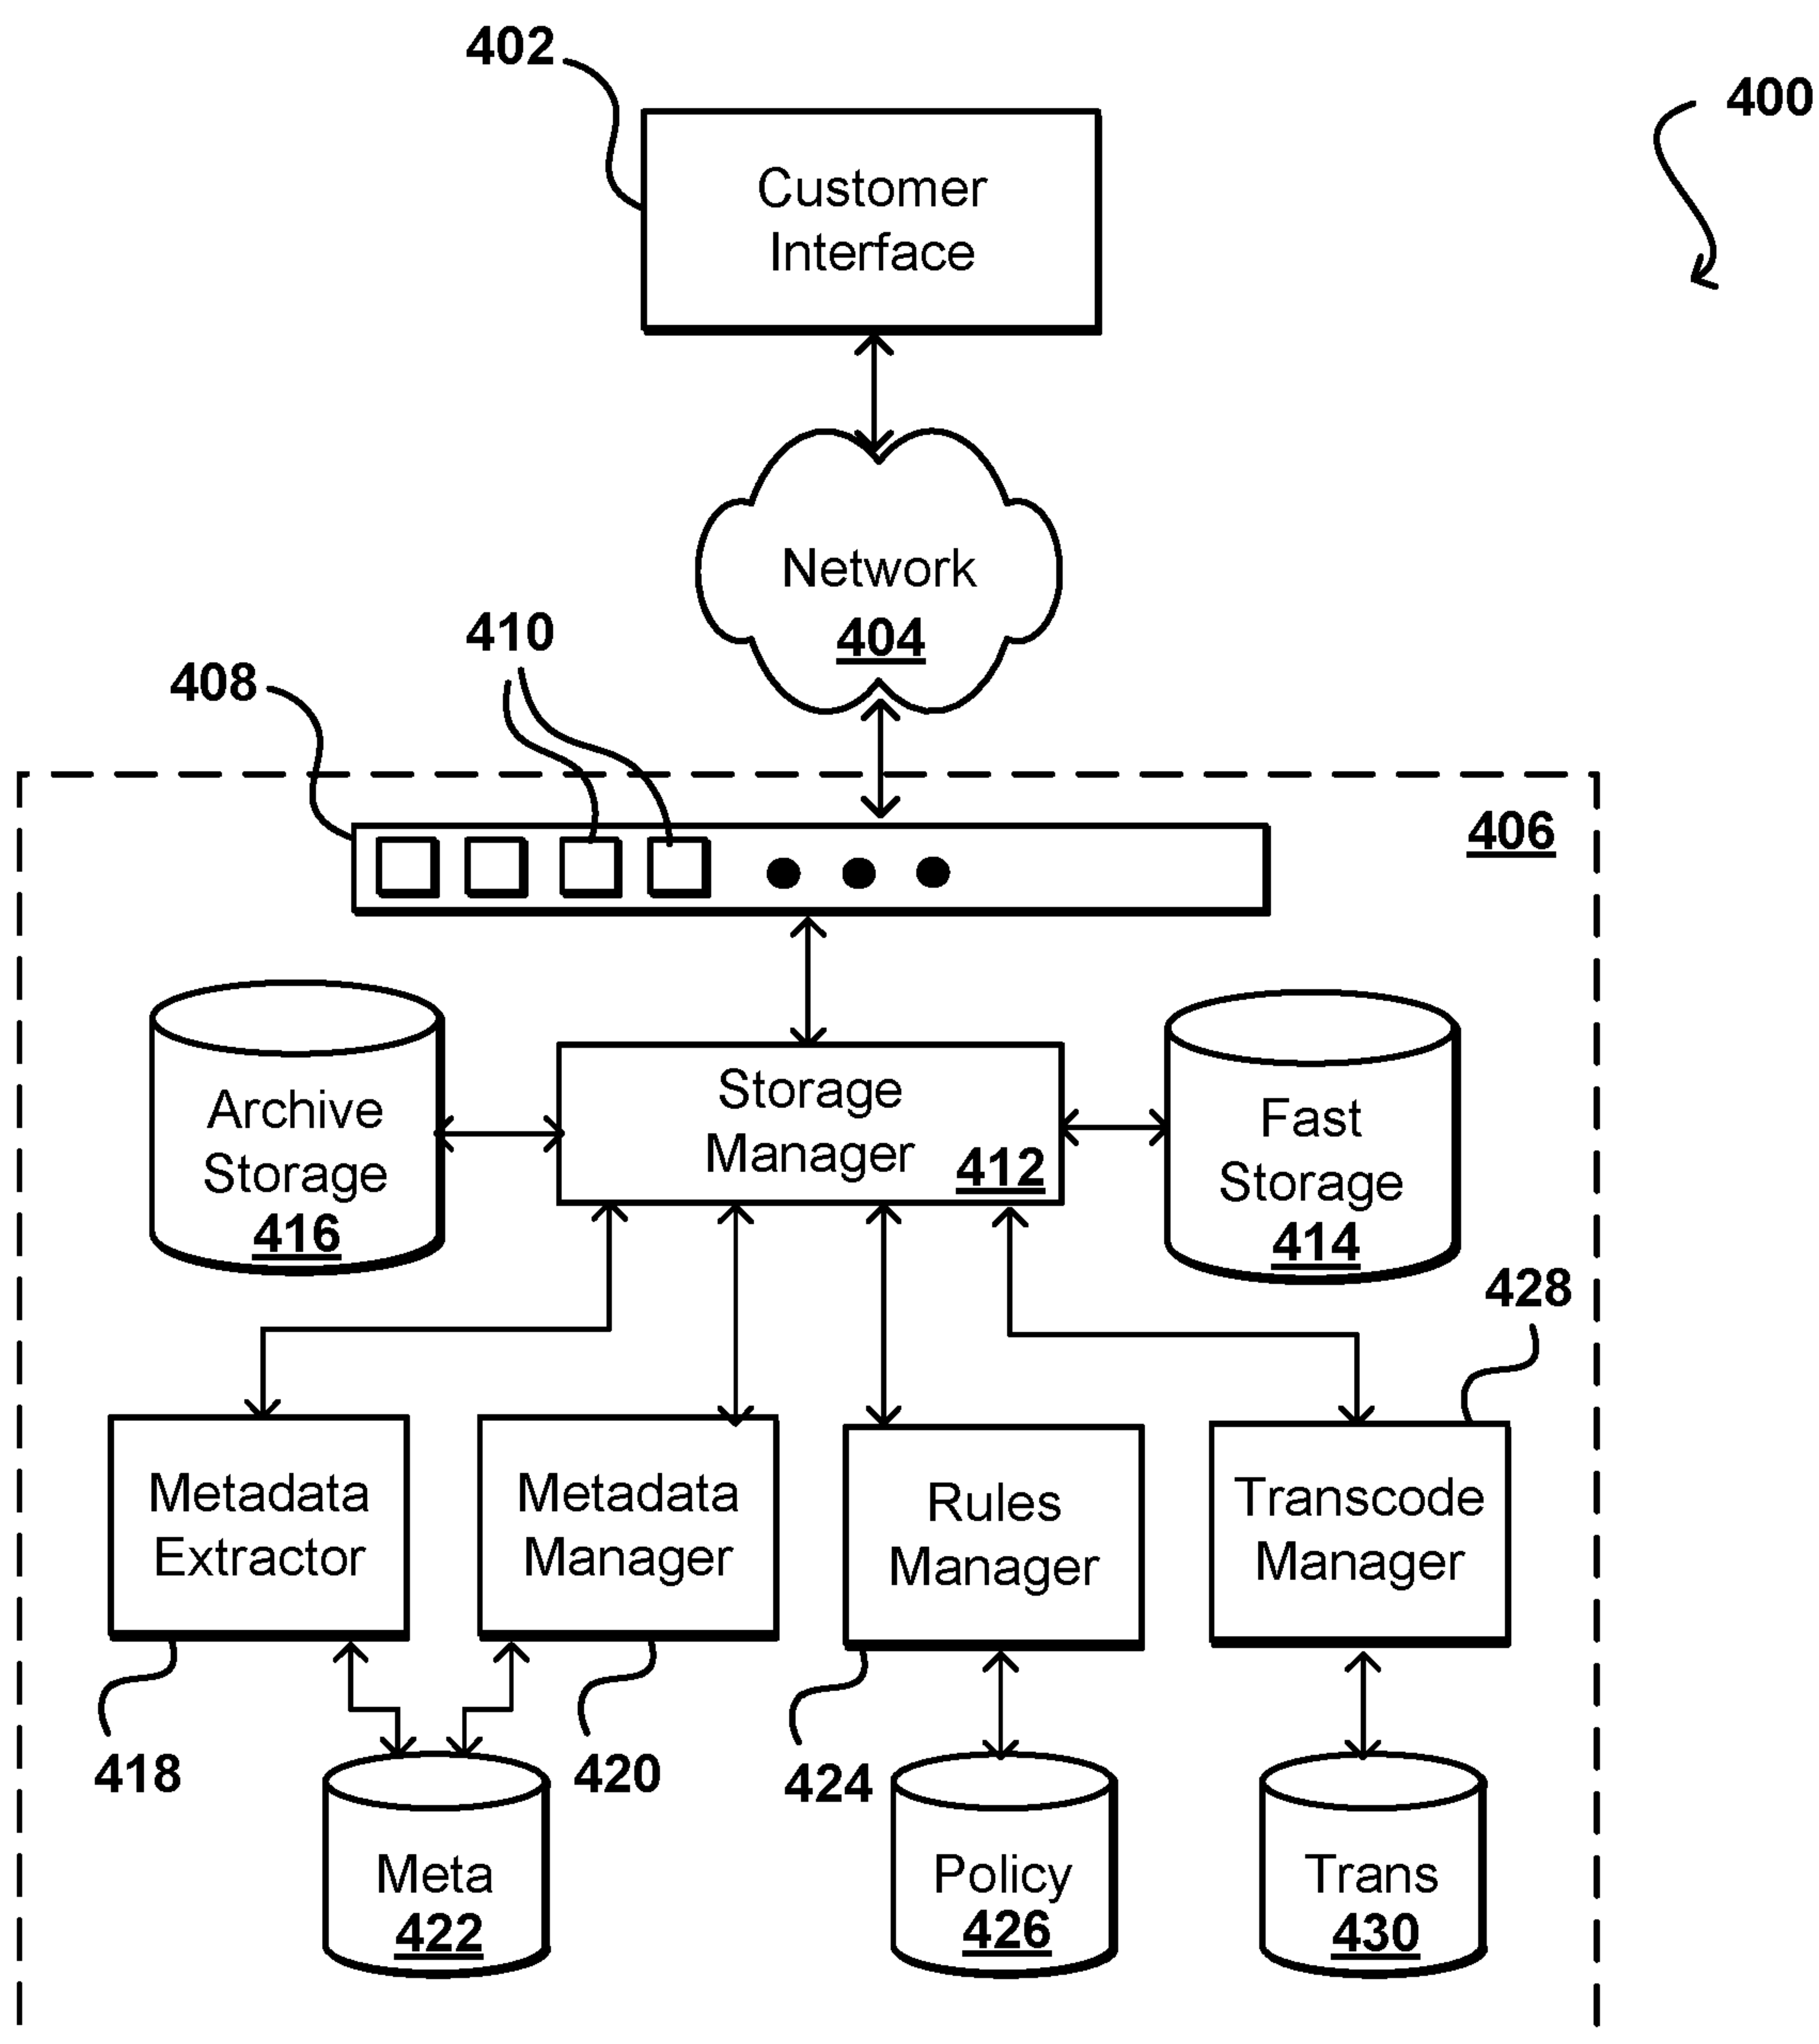 402
400
Customer
Interface
Network
404
410
408
406
Archive
Storage
416
Storage
Manager
412
Fast
Storage
414
428
Metadata
Extractor
Metadata
Manager
Rules
Manager
Transcode
Manager
418
420
424
Meta
422
Policy
426
Trans
430